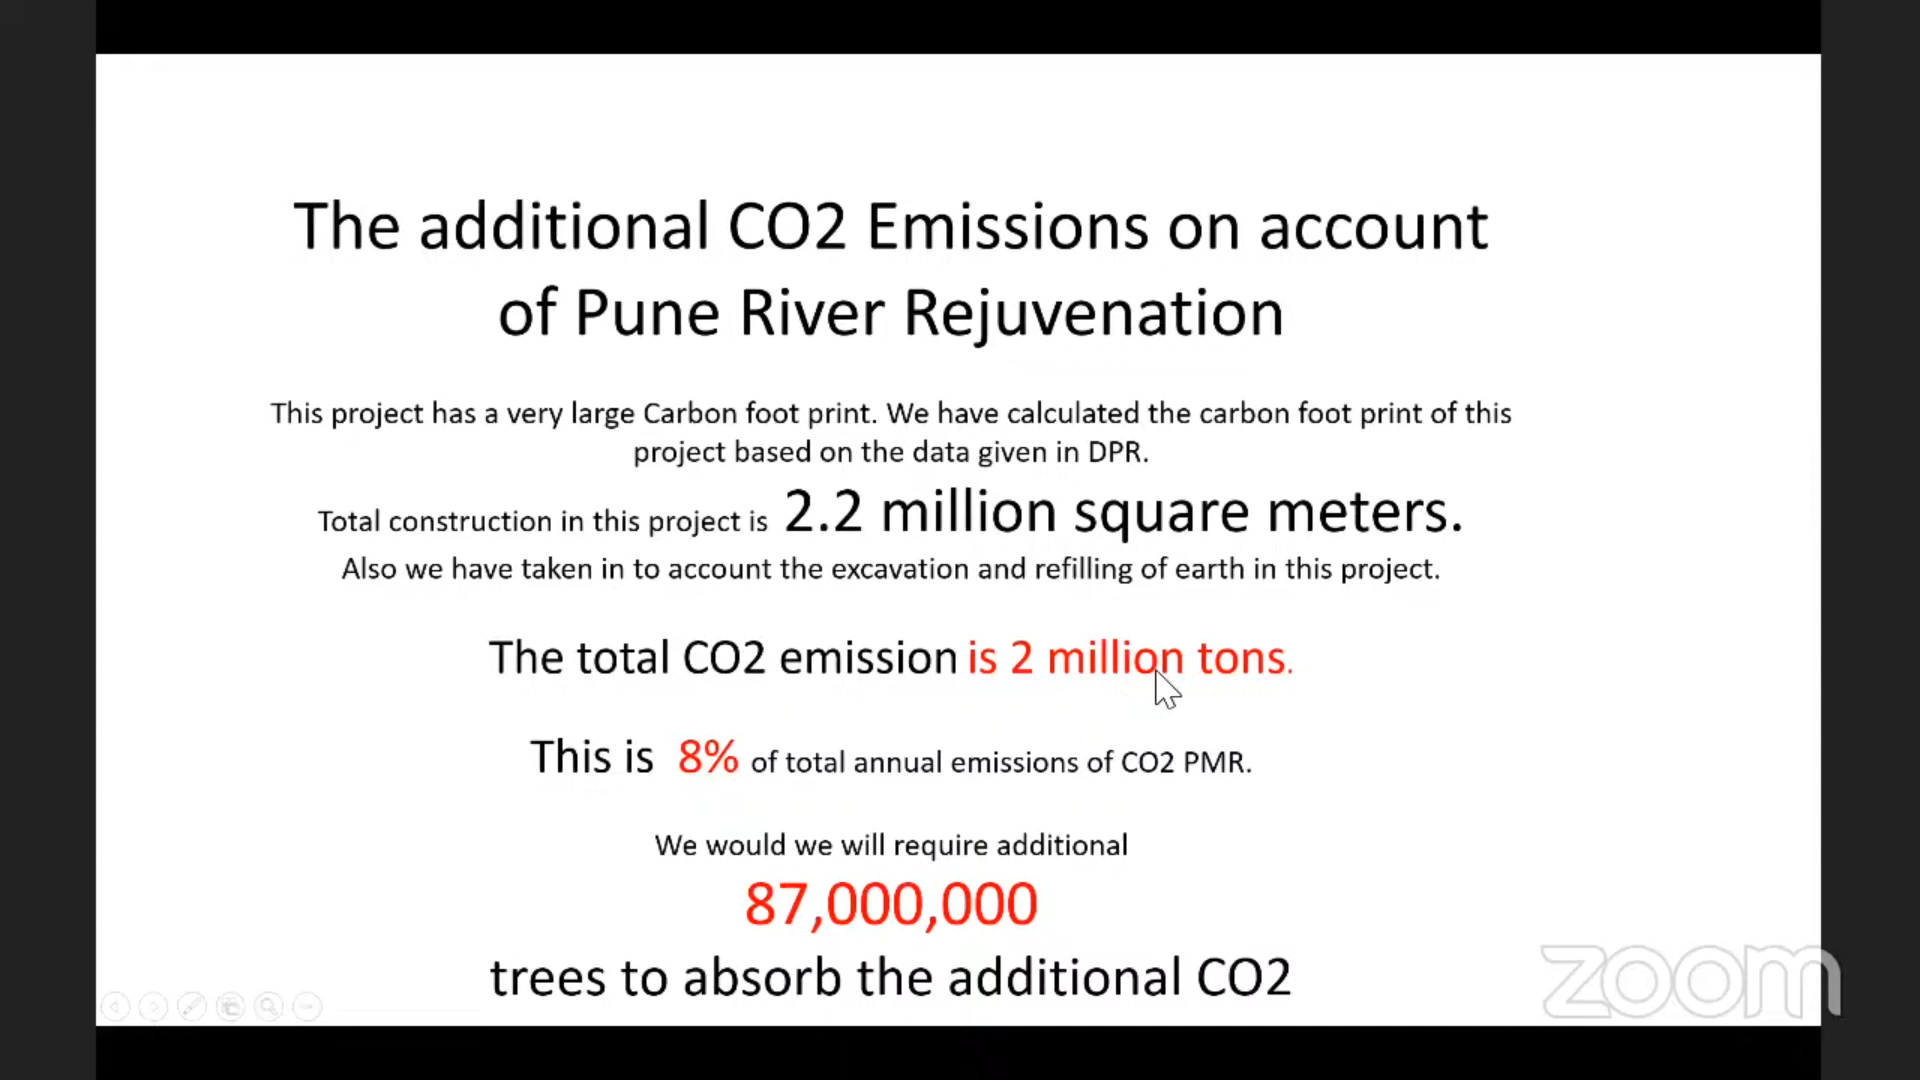 The additional CO2 Emissions on account
of Pune River Rejuvenation
This project has a very large Carbon foot print. We have calculated the carbon foot print of this
project based on the data given in DPR.
Total construction in this project is 2.2 million square meters.
Also we have taken in to account the excavation and refilling of earth in this project.
The total CO2 emission is 2 million tons.
This is 8% of total annual emissions of CO2 PMR.
We would we will require additional
87,000,000
trees to absorb the additional CO2
zoom